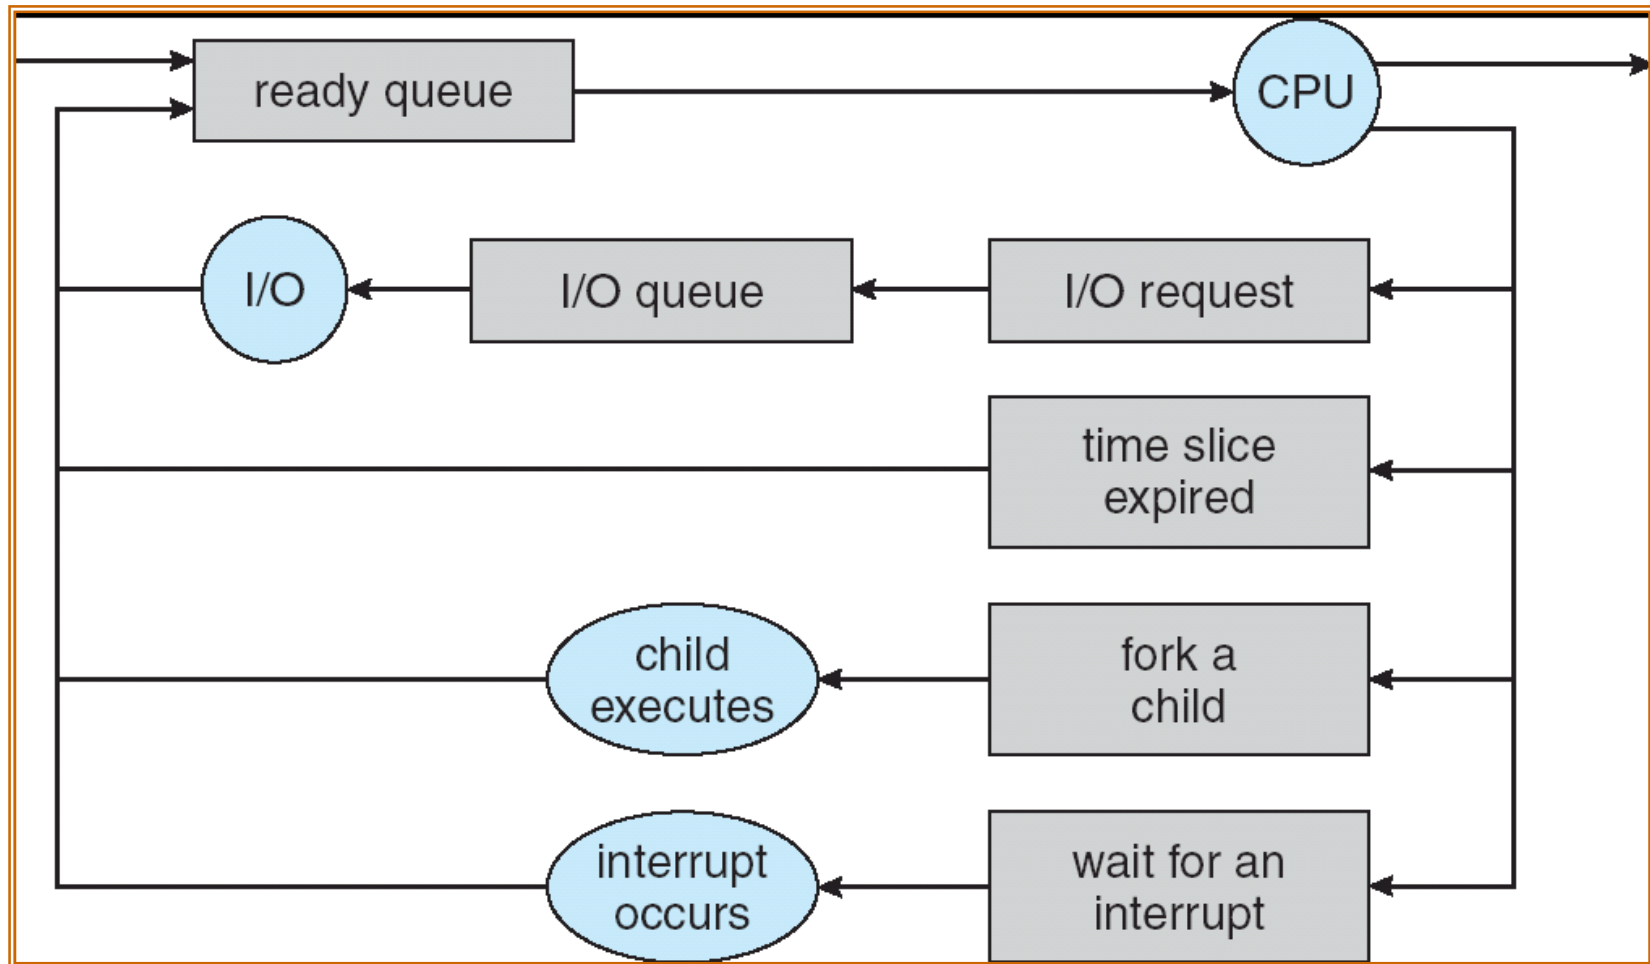 ready queue
CPU
I/O
I/O queue
I/O request
time slice
expired
child
executes
fork a
child
interrupt
occurs
wait for an
interrupt